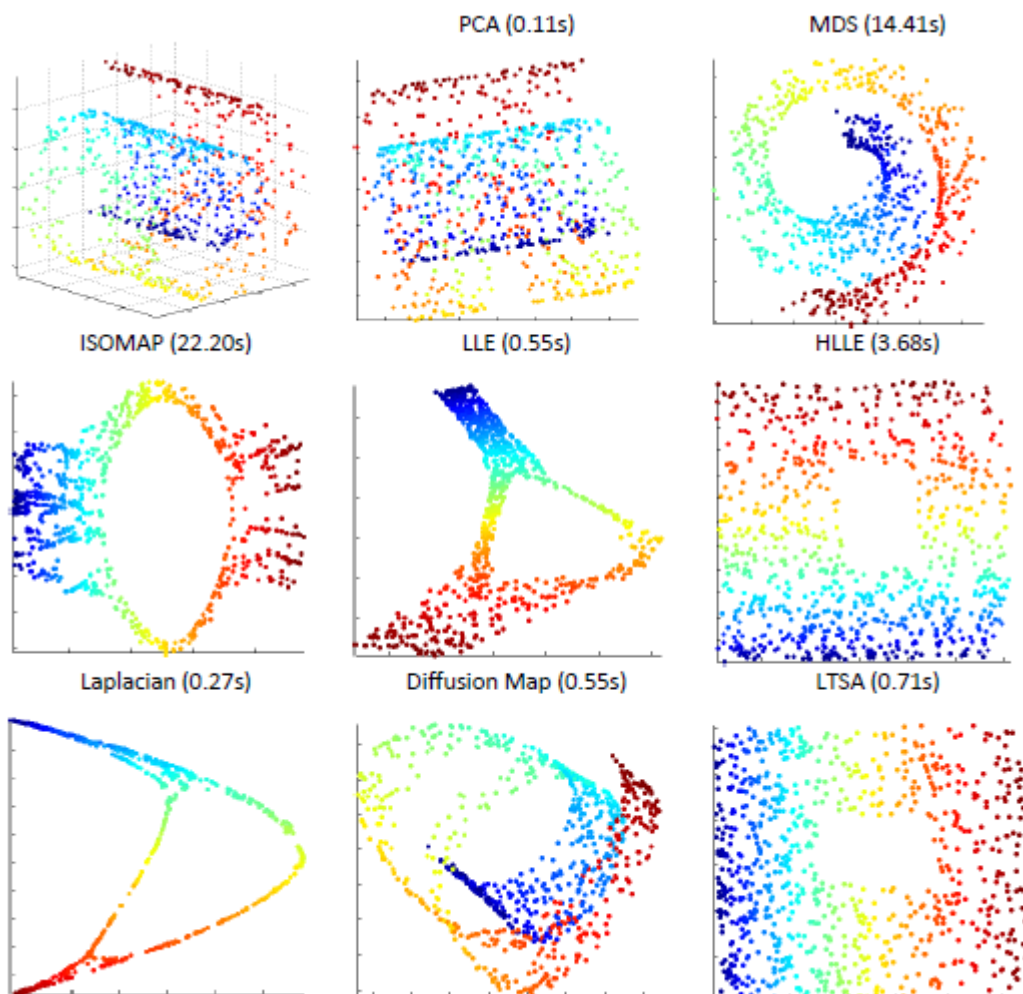 PCA (0.11s)
MDS (14.41s)
ISOMAP (22.20s)
LLE (0.55s)
HLLE (3.68s)
Laplacian (0.27s)
Diffusion Map (0.55s)
LTSA (0.71s)